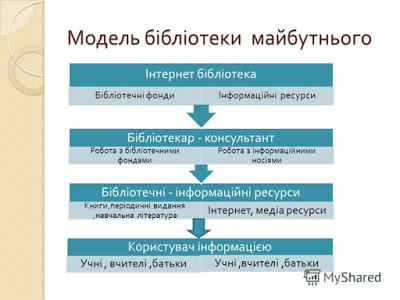 Модель бібліотеки майбутнього
Інтернет бібліотека
Бібліотечні фонди
Інформаційні ресурси
Бібліотекар - консультант
Робота з бібліотечними
фондами
Робота з інформаційними
носіями
Бібліотечні - інформаційні ресурси
Книги,періодичні видання
,навчальна література
Інтернет, медіа ресурси
Користувач інформацією
Учні , вчителі ,батьки
Учні ,вчителі ,батьки
MyShared